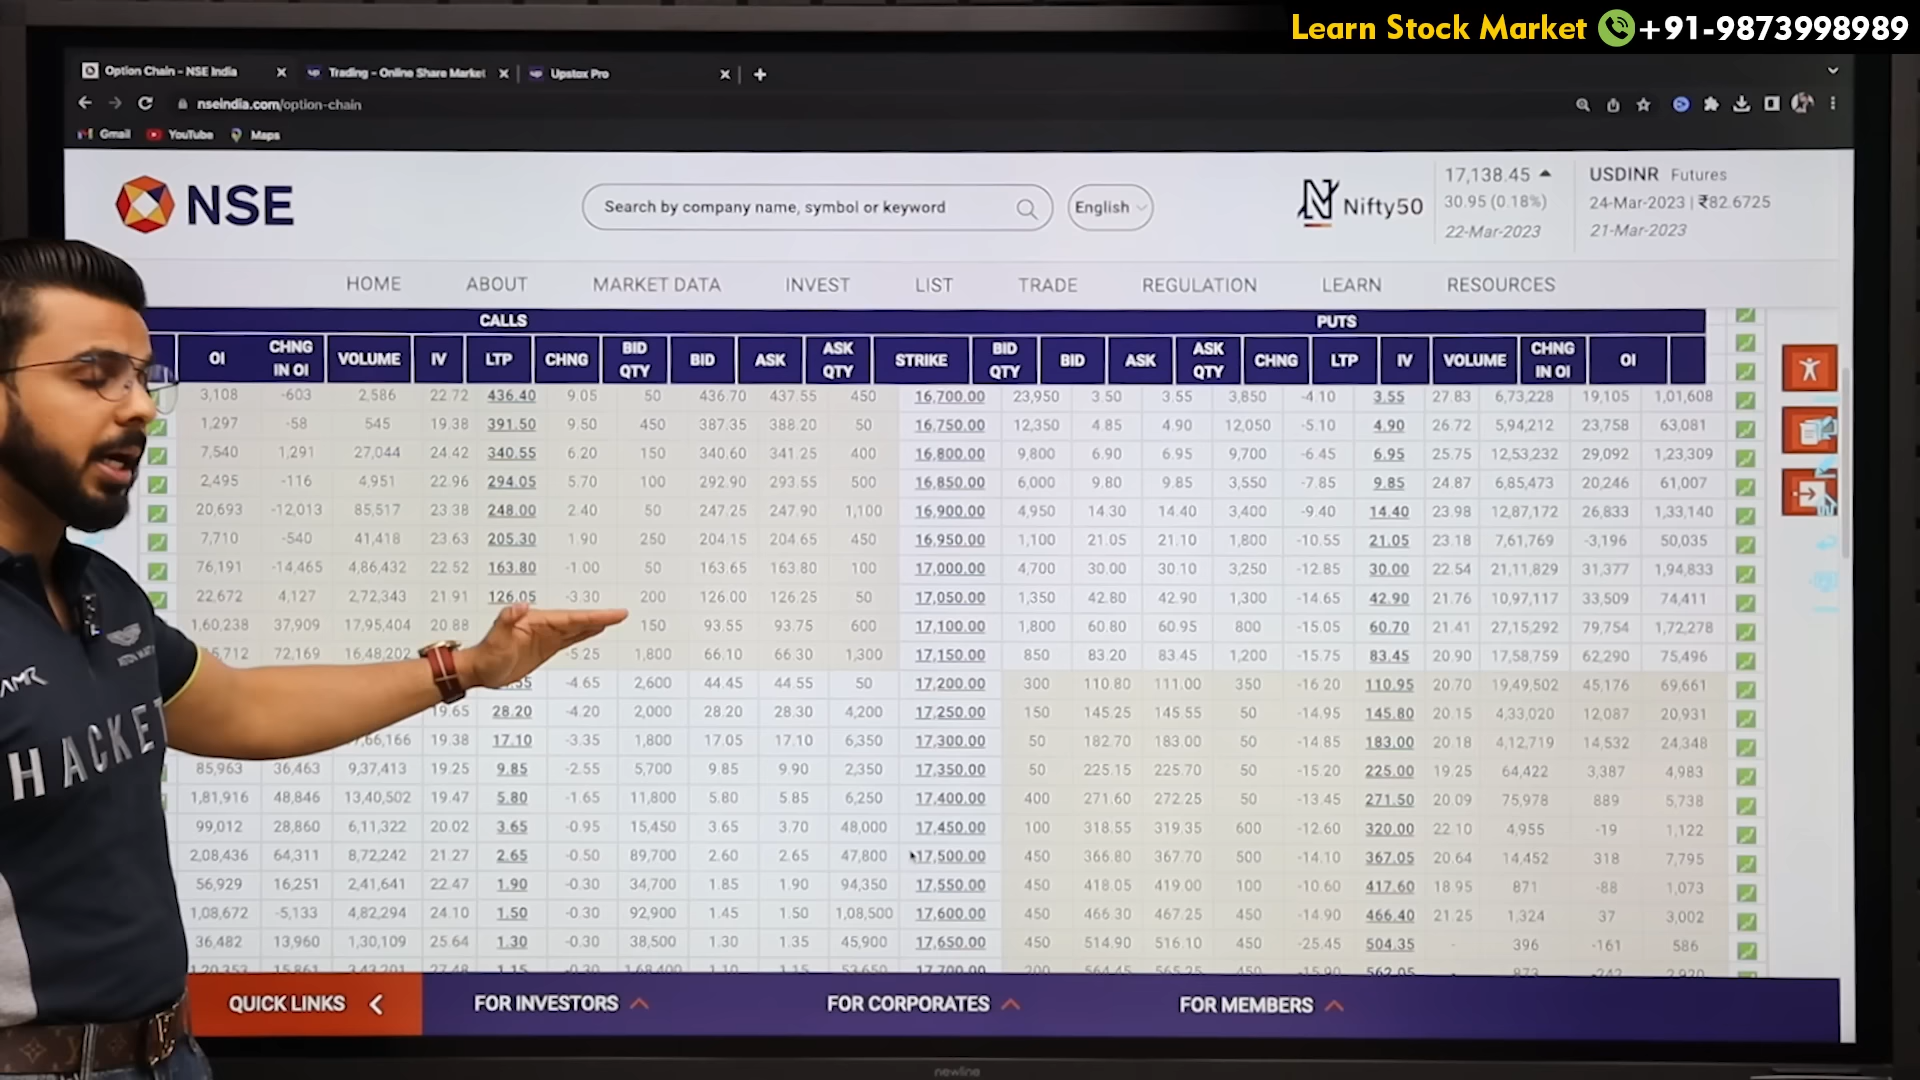 Learn Stock Market +91-9873998989
Option Chain - NSE India Trading - Online Share Market Upstox Pro
nseindia.com/option-chain
Gmail YouTube Maps
NSE
Search by company name, symbol or keyword
English
Nifty50
17,138.45
30.95 (0.18%)
22-Mar-2023
USDINR Futures
24-Mar-2023 | ₹82.6725
21-Mar-2023
HOME ABOUT MARKET DATA INVEST LIST TRADE REGULATION LEARN RESOURCES
CALLS PUTS
OI CHNG IN OI VOLUME IV LTP CHNG BID QTY BID ASK ASK QTY STRIKE BID QTY BID ASK ASK QTY CHNG LTP IV VOLUME CHNG IN OI OI
3,108 -603 2,586 22.72 436.40 9.05 50 436.70 437.55 450 16,700.00 23,950 3.50 3.55 3,850 -4.10 3.55 27.83 6,73,228 19,105 1,01,608
1,297 -58 545 19.38 391.50 9.50 450 387.35 388.20 50 16,750.00 12,350 4.85 4.90 12,050 -5.10 4.90 26.72 5,94,212 23,758 63,081
7,540 1,291 27,044 24.42 340.55 6.20 150 340.60 341.25 400 16,800.00 9,800 6.90 6.95 9,700 -6.45 6.95 25.75 12,53,232 29,092 1,23,309
2,495 -116 4,951 22.96 294.05 5.70 100 292.90 293.55 500 16,850.00 6,000 9.80 9.85 3,550 -7.85 9.85 24.87 6,85,473 20,246 61,007
20,693 -12,013 85,517 23.38 248.00 2.40 50 247.25 247.90 1,100 16,900.00 4,950 14.30 14.40 3,400 -9.40 14.40 23.98 12,87,172 26,833 1,33,140
7,710 -540 41,418 23.63 205.30 1.90 250 204.15 204.65 450 16,950.00 1,100 21.05 21.10 1,800 -10.55 21.05 23.18 7,61,769 -3,196 50,035
76,191 -14,465 4,86,432 22.52 163.80 -1.00 50 163.65 163.80 100 17,000.00 4,700 30.00 30.10 3,250 -12.85 30.00 22.54 21,11,829 31,377 1,94,833
22,672 4,127 2,72,343 21.91 126.05 -3.30 200 126.00 126.25 50 17,050.00 1,350 42.80 42.90 1,300 -14.65 42.90 21.76 10,97,117 33,509 74,411
1,60,238 37,909 17,95,404 20.88 150 93.55 93.75 600 17,100.00 1,800 60.80 60.95 800 -15.05 60.70 21.41 27,15,292 79,754 1,72,278
72,169 16,48,202 -5.25 1,800 66.10 66.30 1,300 17,150.00 850 83.20 83.45 1,200 -15.75 83.45 20.90 17,58,759 62,290 75,496
-4.65 2,600 44.45 44.55 50 17,200.00 300 110.80 111.00 350 -16.20 110.95 20.70 19,49,502 45,176 69,661
19.65 28.20 -4.20 2,000 28.20 28.30 4,200 17,250.00 150 145.25 145.55 50 -14.95 145.80 20.15 4,33,020 12,087 20,931
19.38 17.10 -3.35 1,800 17.05 17.10 6,350 17,300.00 50 182.70 183.00 50 -14.85 183.00 20.18 4,12,719 14,532 24,348
85,963 36,463 9,37,413 19.25 9.85 -2.55 5,700 9.85 9.90 2,350 17,350.00 50 225.15 225.70 50 -15.20 225.00 19.25 64,422 3,387 4,983
1,81,916 48,846 13,40,502 19.47 5.80 -1.65 11,800 5.80 5.85 6,250 17,400.00 400 271.60 272.25 50 -13.45 271.50 20.09 75,978 889 5,738
99,012 28,860 6,11,322 20.02 3.65 -0.95 15,450 3.65 3.70 48,000 17,450.00 100 318.55 319.35 600 -12.60 320.00 22.10 4,955 -19 1,122
2,08,436 64,311 8,72,242 21.27 2.65 -0.50 89,700 2.60 2.65 47,800 17,500.00 450 366.80 367.70 500 -14.10 367.05 20.64 14,452 318 7,795
56,929 16,251 2,41,641 22.47 1.90 -0.30 34,700 1.85 1.90 94,350 17,550.00 450 418.05 419.00 100 -10.60 417.60 18.95 871 -88 1,073
1,08,672 -5,133 4,82,294 24.10 1.50 -0.30 92,900 1.45 1.50 1,08,500 17,600.00 450 466.30 467.25 450 -14.90 466.40 21.25 1,324 37 3,002
36,482 13,960 1,30,109 25.64 1.30 -0.30 38,500 1.30 1.35 45,900 17,650.00 450 514.90 516.10 450 -25.45 504.35 - 396 -161 586
QUICK LINKS FOR INVESTORS FOR CORPORATES FOR MEMBERS
newline
AMR
HACKET